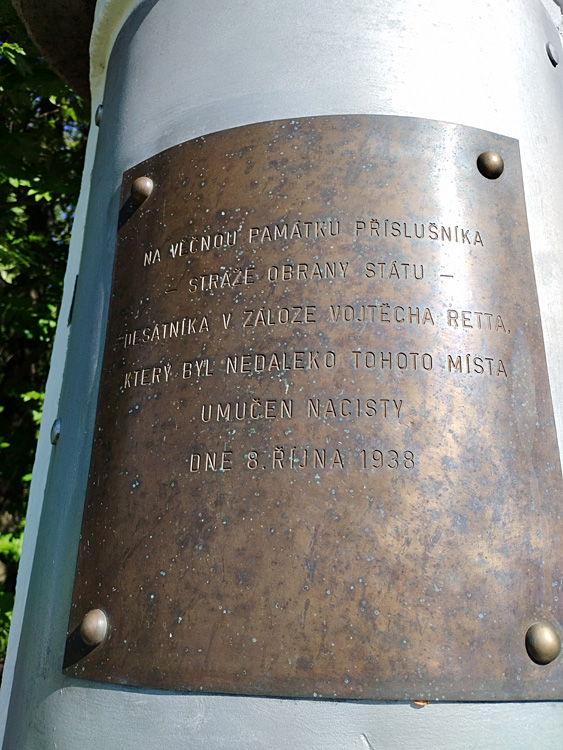 NA VĚČNOU PAMÁTKU PŘÍSLUŠNÍKA
– STRÁŽE OBRANY STÁTU –
DESÁTNÍKA V ZÁLOZE VOJTĚCHA RETTA,
KTERÝ BYL NEDALEKO TOHOTO MÍSTA
UMUČEN NACISTY
DNE 8. ŘÍJNA 1938